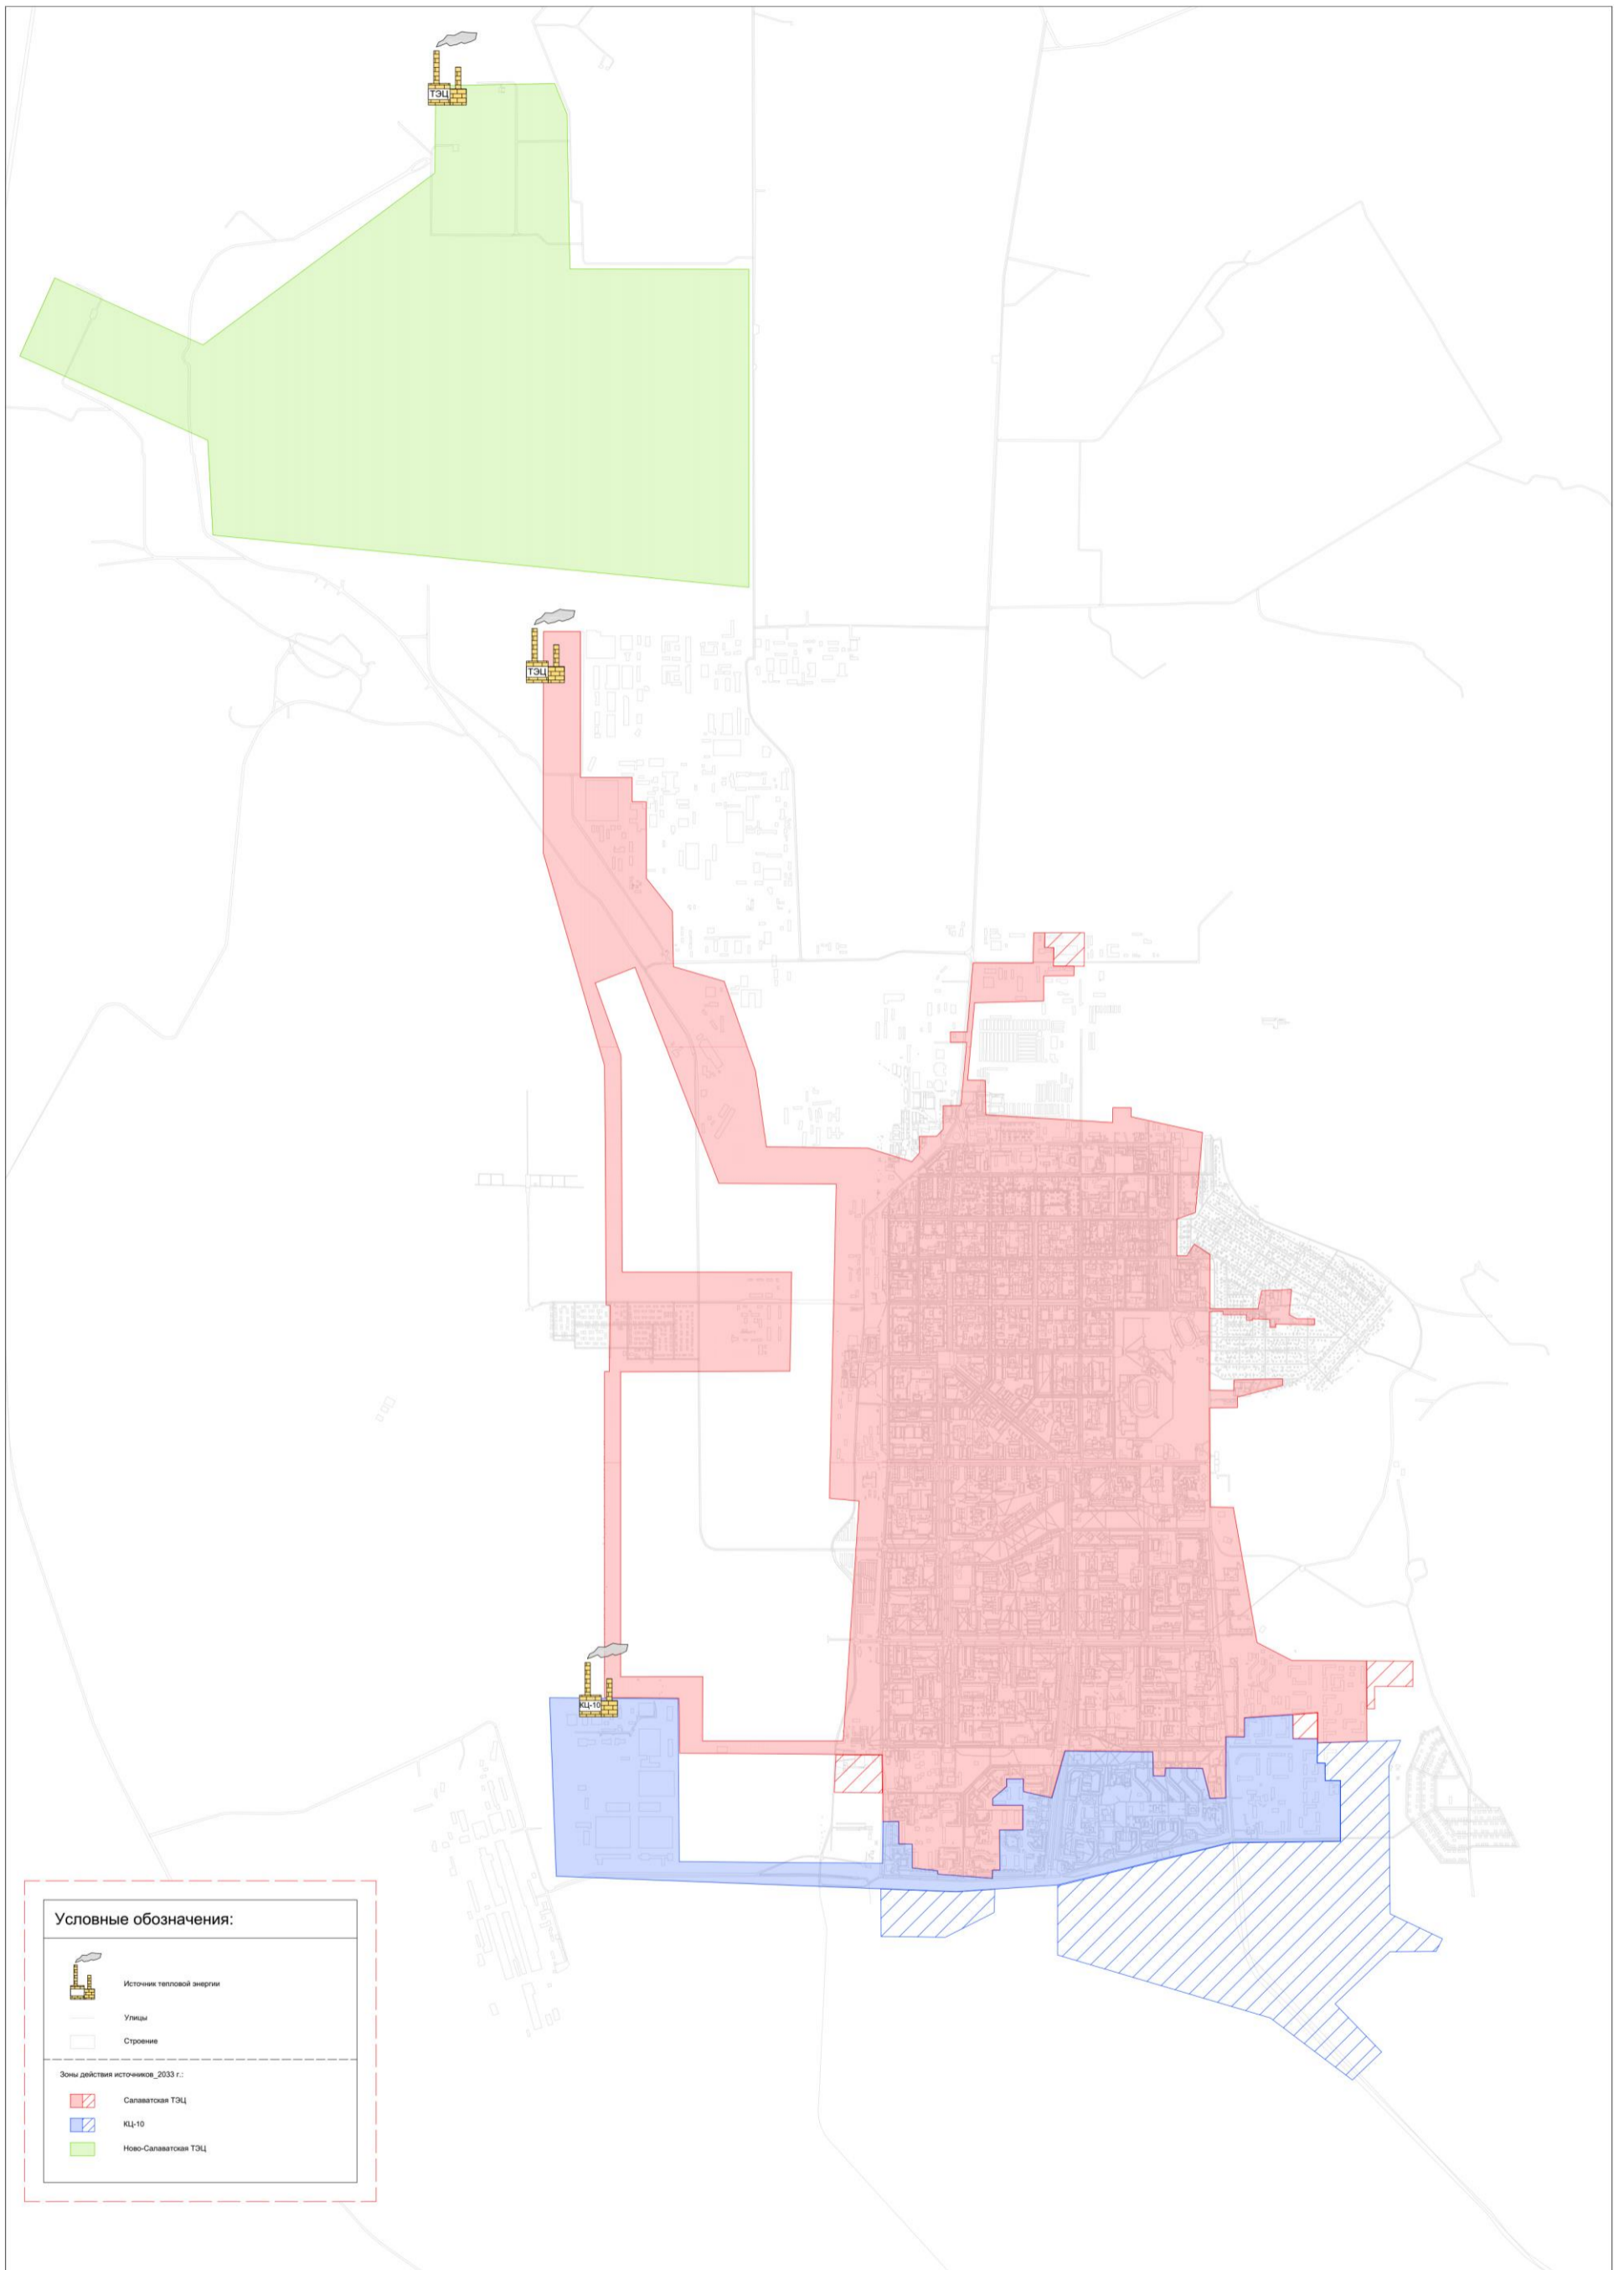 ТЭЦ
ТЭЦ
КЦ-10
Условные обозначения:
Источник тепловой энергии
Улицы
Строение
Зоны действия источников_2033 г.:
Салаватская ТЭЦ
КЦ-10
Ново-Салаватская ТЭЦ